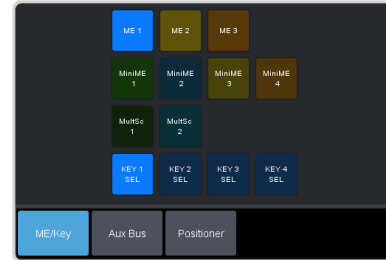 ME 1 ME 2 ME 3
MiniME MiniME MiniME MiniME
1 2 3 4
MultSc MultSc
1 2
KEY 1 KEY 2 KEY 3 KEY 4
SEL SEL SEL SEL
ME/Key Aux Bus Positioner